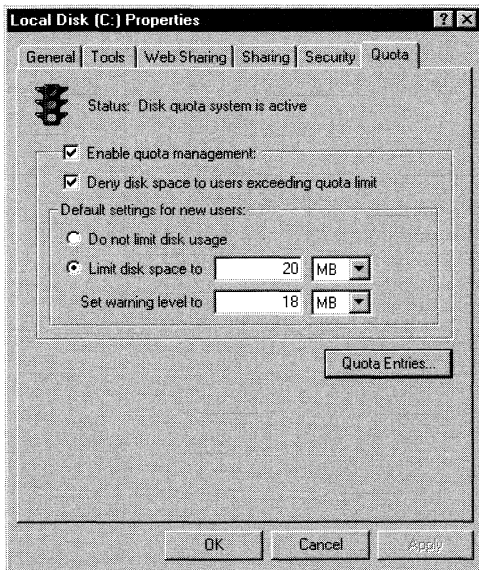 Local Disk (C:) Properties ? ×
General Tools Web Sharing Sharing Security Quota
Status: Disk quota system is active
Enable quota management:
Deny disk space to users exceeding quota limit
Default settings for new users:
Do not limit disk usage
Limit disk space to 20 MB
Set warning level to 18 MB
Quota Entries...
OK Cancel Apply